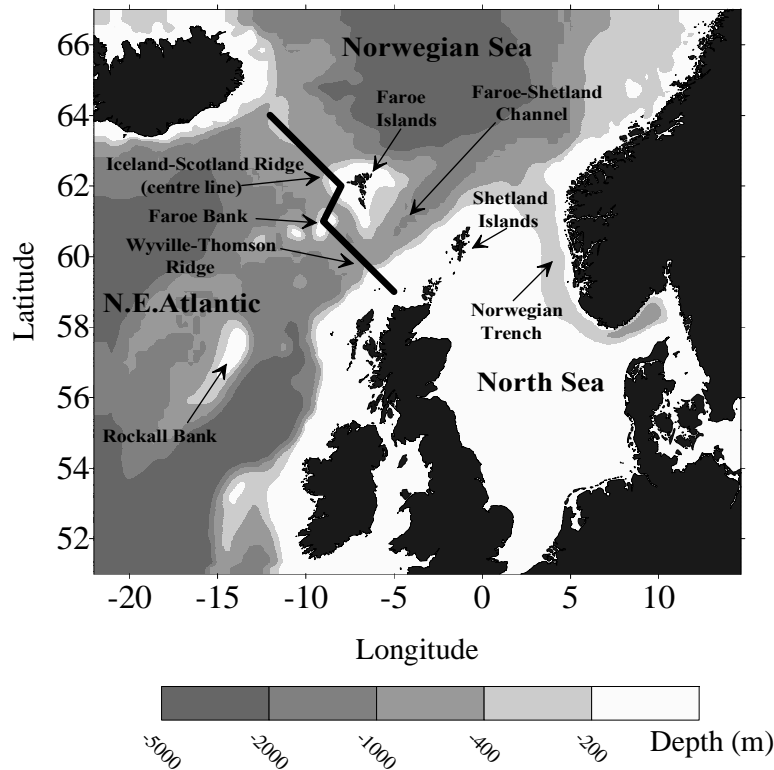 66
64
62
60
58
56
54
52
Latitude
Norwegian Sea
Faroe
Islands
Faroe-Shetland
Channel
Iceland-Scotland Ridge
(centre line)
Faroe Bank
Wyville-Thomson
Ridge
Shetland
Islands
N.E.Atlantic
Norwegian
Trench
North Sea
Rockall Bank
-20 -15 -10 -5 0 5 10
Longitude
-5000 -2000 -1000 -400 -200 Depth (m)